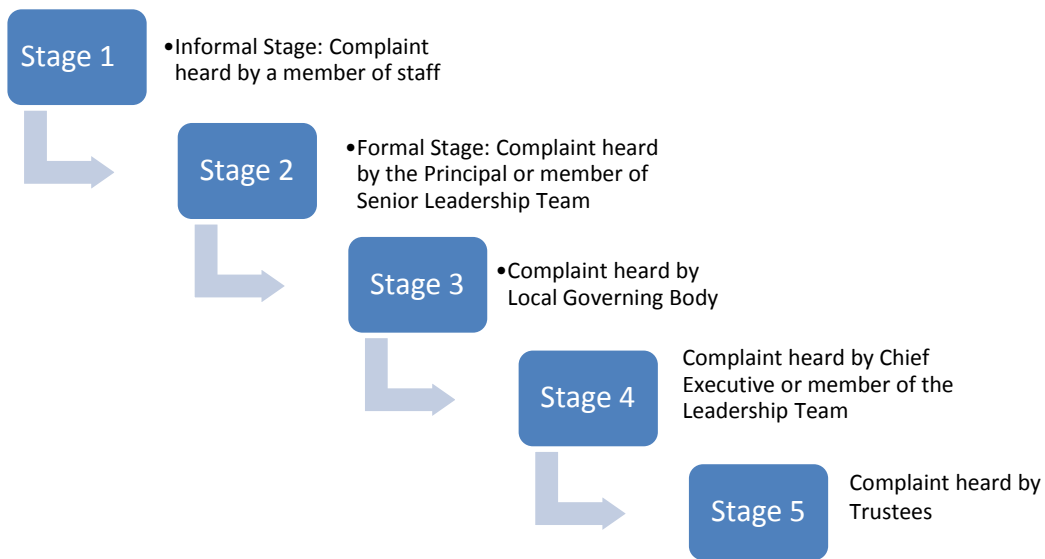 Stage 1
•Informal Stage: Complaint
heard by a member of staff
Stage 2
•Formal Stage: Complaint heard
by the Principal or member of
Senior Leadership Team
Stage 3
•Complaint heard by
Local Governing Body
Stage 4
Complaint heard by Chief
Executive or member of the
Leadership Team
Stage 5
Complaint heard by
Trustees